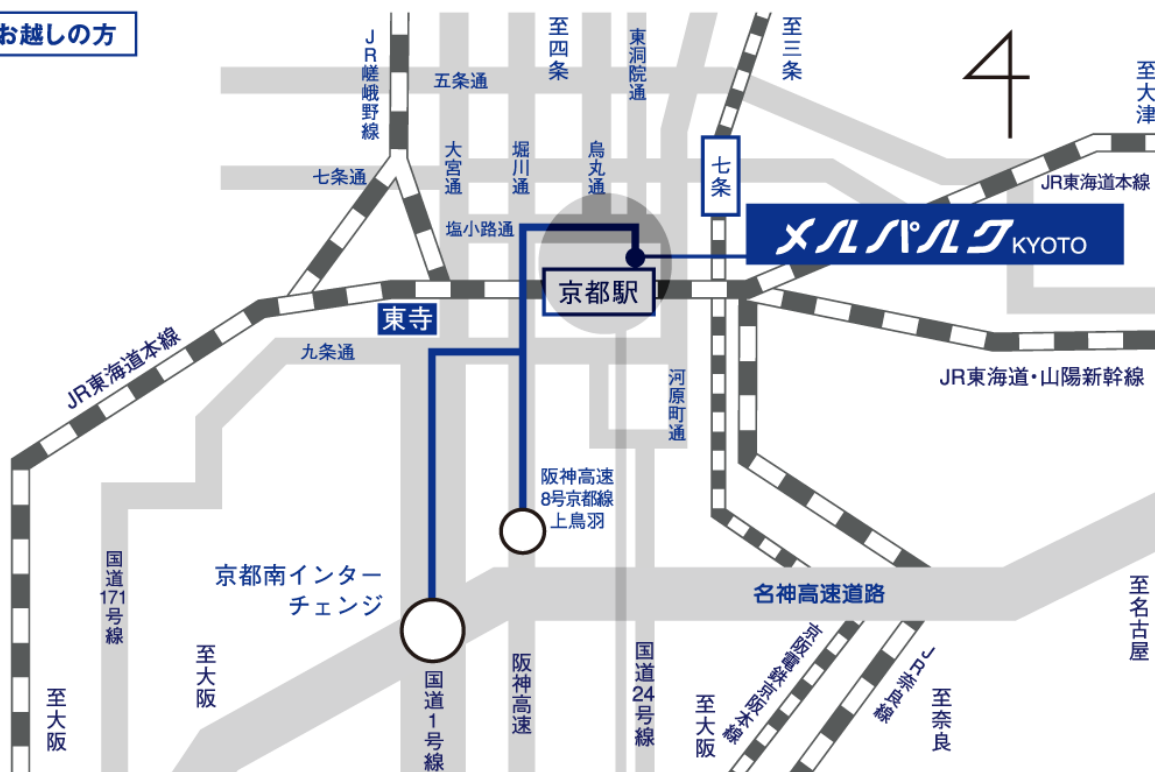 お越しの方
JR嵯峨野線
至四条
東洞院通
至三条
至大津
五条通
大宮通
堀川通
烏丸通
七条
七条通
JR東海道本線
塩小路通
メルパルクKYOTO
京都駅
東寺
九条通
JR東海道本線
JR東海道・山陽新幹線
河原町通
阪神高速
8号京都線
上鳥羽
国道171号線
京都南インター
チェンジ
名神高速道路
至名古屋
至大阪
至大阪
国道1号線
阪神高速
国道24号線
至大阪
京阪電鉄京阪本線
JR奈良線
至奈良